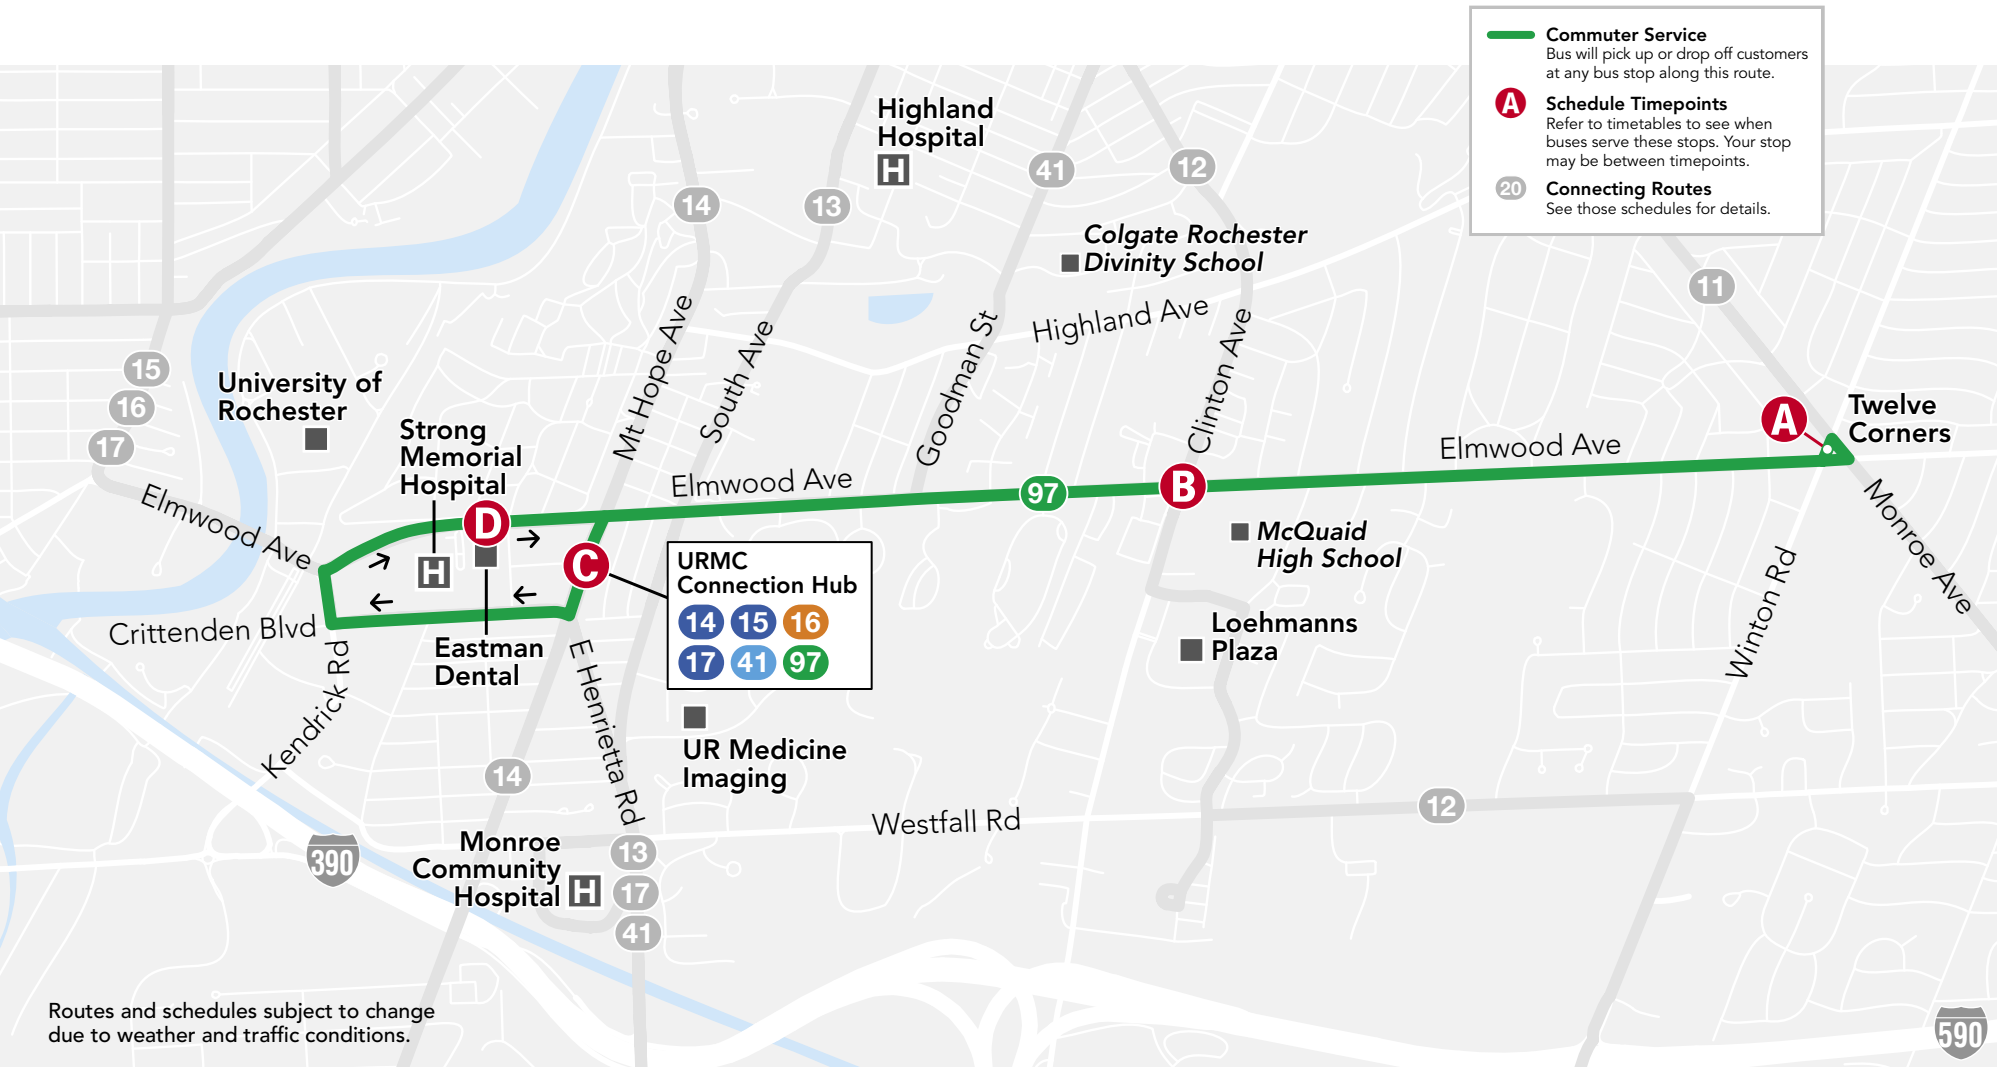 Commuter Service
Bus will pick up or drop off customers
at any bus stop along this route.
A
Schedule Timepoints
Refer to timetables to see when
buses serve these stops. Your stop
may be between timepoints.
20
Connecting Routes
See those schedules for details.
Highland
Hospital
H
41
12
14
13
Colgate Rochester
Divinity School
11
Highland Ave
Mt Hope Ave
South Ave
Goodman St
Clinton Ave
15
16
17
University of
Rochester
Strong
Memorial
Hospital
H
A
Twelve
Corners
Elmwood Ave
Elmwood Ave
Elmwood Ave
97
B
D
C
McQuaid
High School
Monroe Ave
Winton Rd
URMC
Connection Hub
14 15 16
17 41 97
Crittenden Blvd
Eastman
Dental
Loehmanns
Plaza
Kendrick Rd
E Henrietta Rd
UR Medicine
Imaging
14
Westfall Rd
12
390
Monroe
Community
Hospital
H
13
17
41
Routes and schedules subject to change
due to weather and traffic conditions.
590